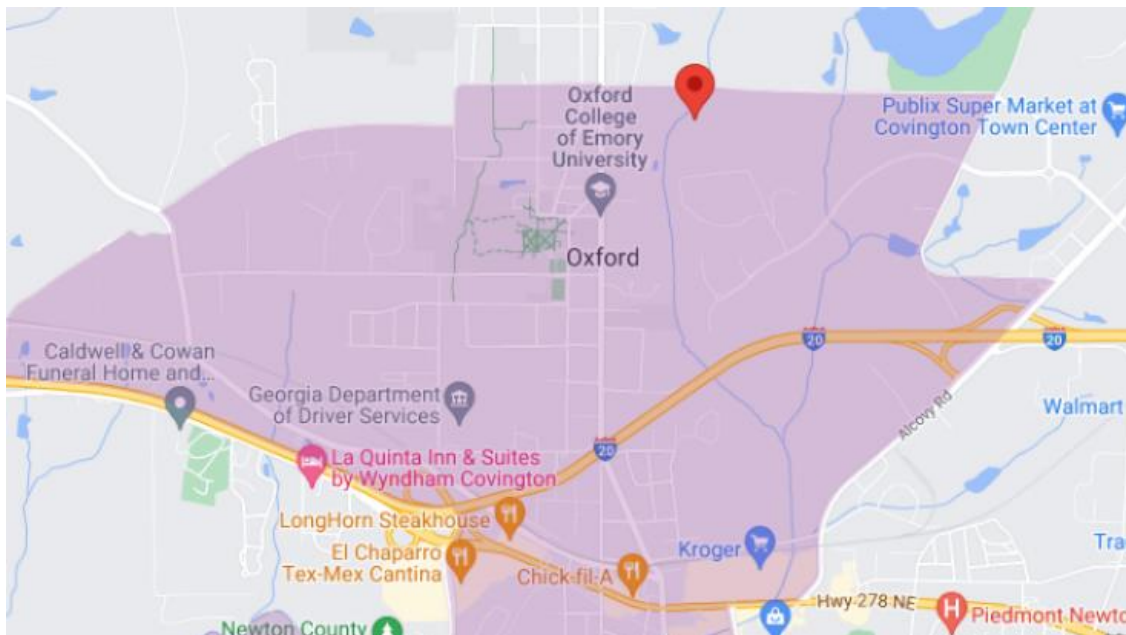 Oxford
College
of Emory
University
Publix Super Market at
Covington Town
Center
Oxford
20
20
Caldwell & Cowan
Funeral Home and...
Georgia Department
of Driver Services
Walmart
Alcovy Rd
20
La Quinta Inn & Suites
by Wyndham Covington
LongHorn Steakhouse
El Chaparro
Tex-Mex Cantina
Kroger
Tra
Chick-fil-A
Hwy-278 NE
H
Piedmont Newto
Newton County